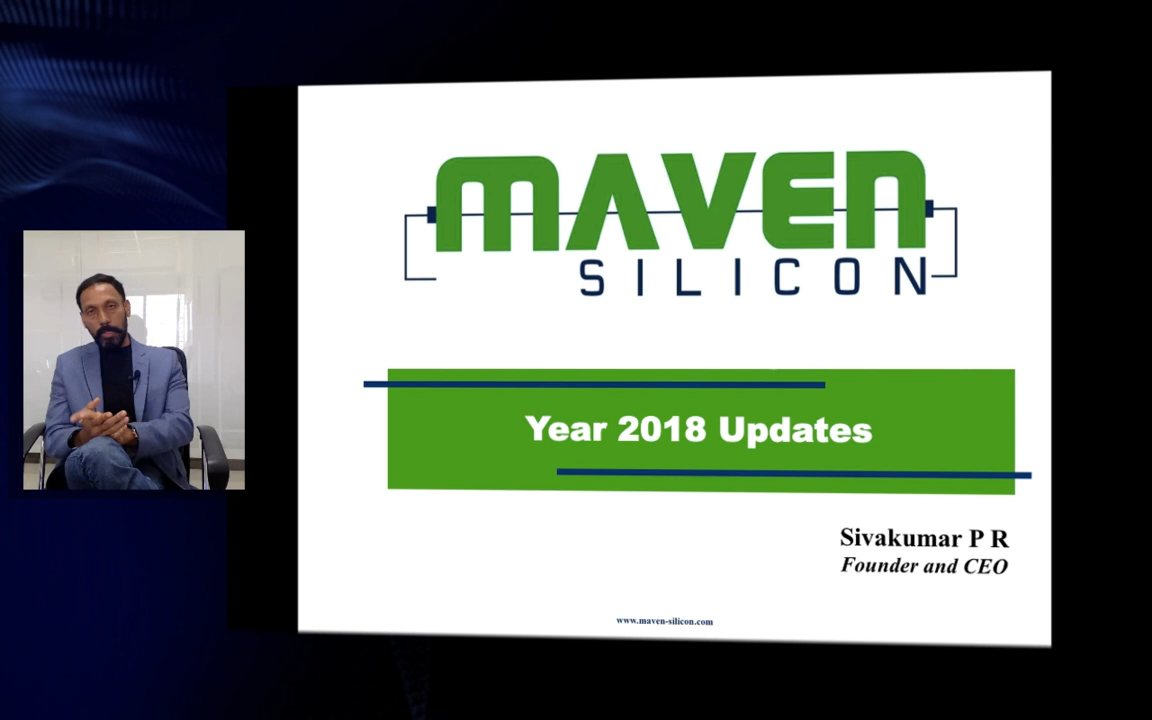 MAVEN
SILICON
Year 2018 Updates
Sivakumar P R
Founder and CEO
www.maven-silicon.com